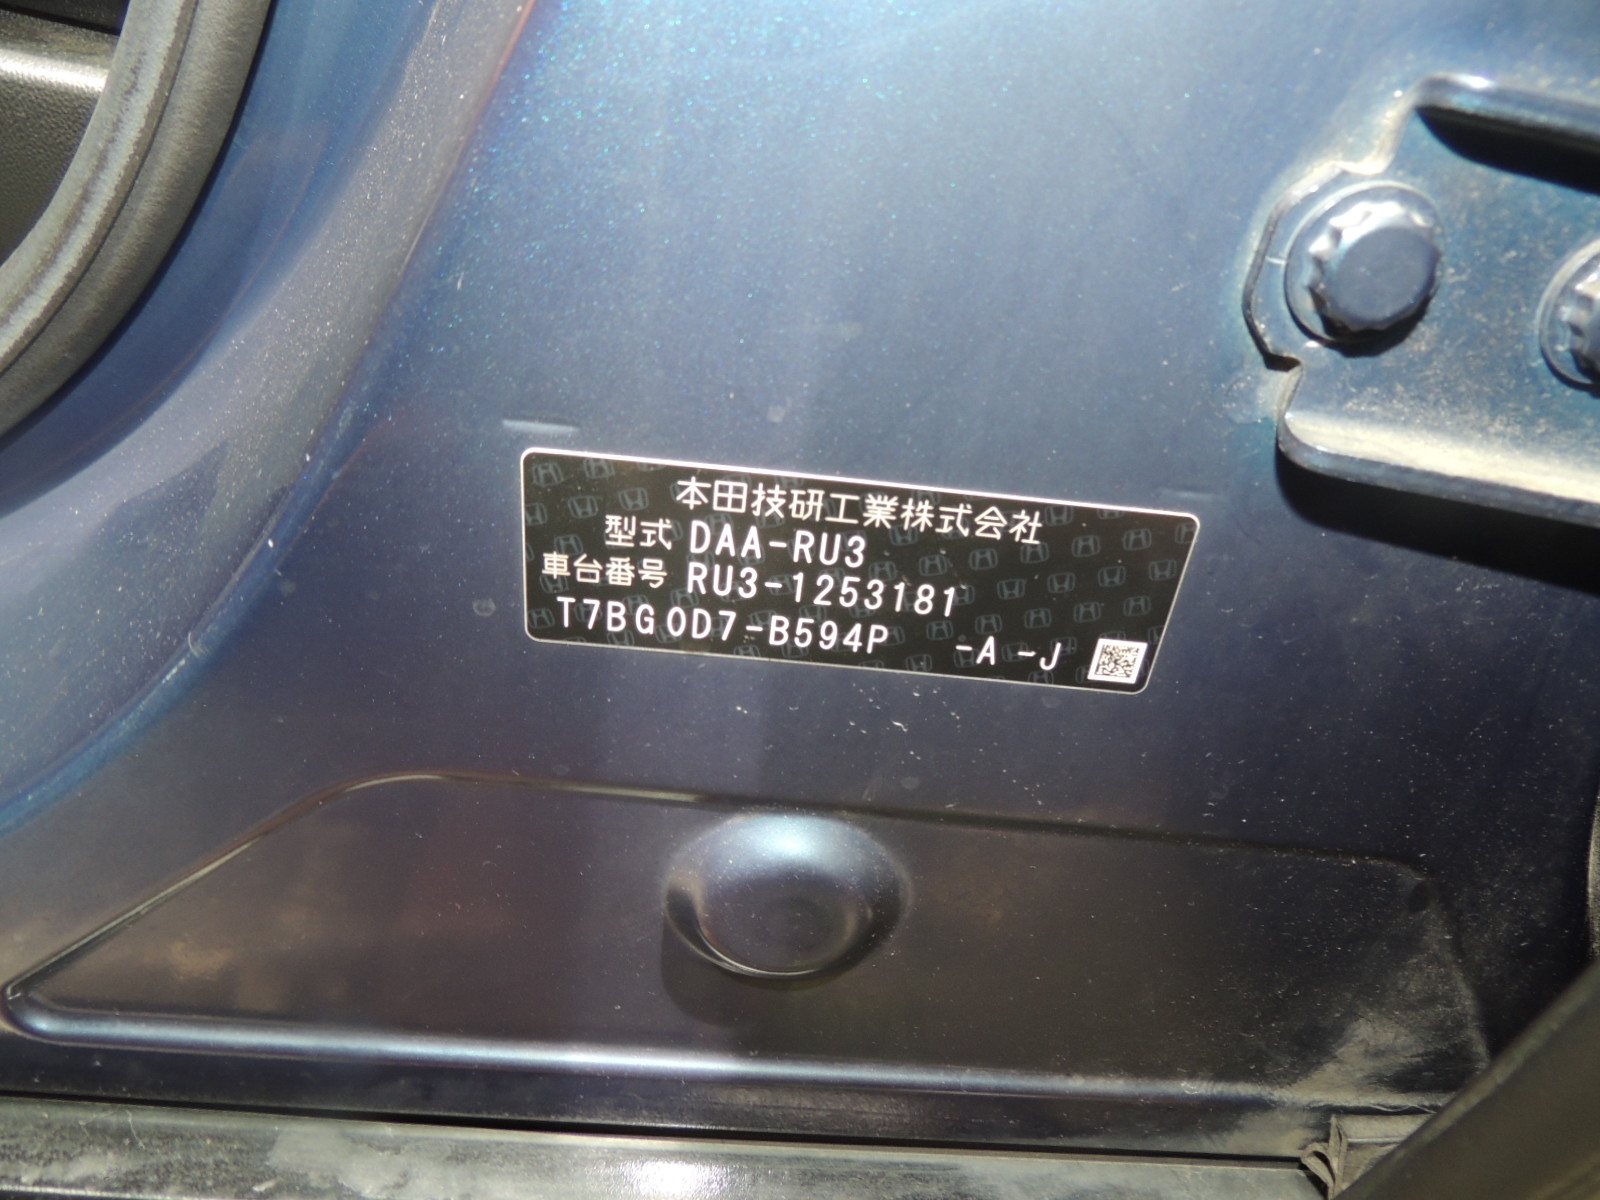 本田技研工業株式会社
型式 DAA-RU3
車台番号 RU3-1253181
T7BG0D7-B594P -A -J